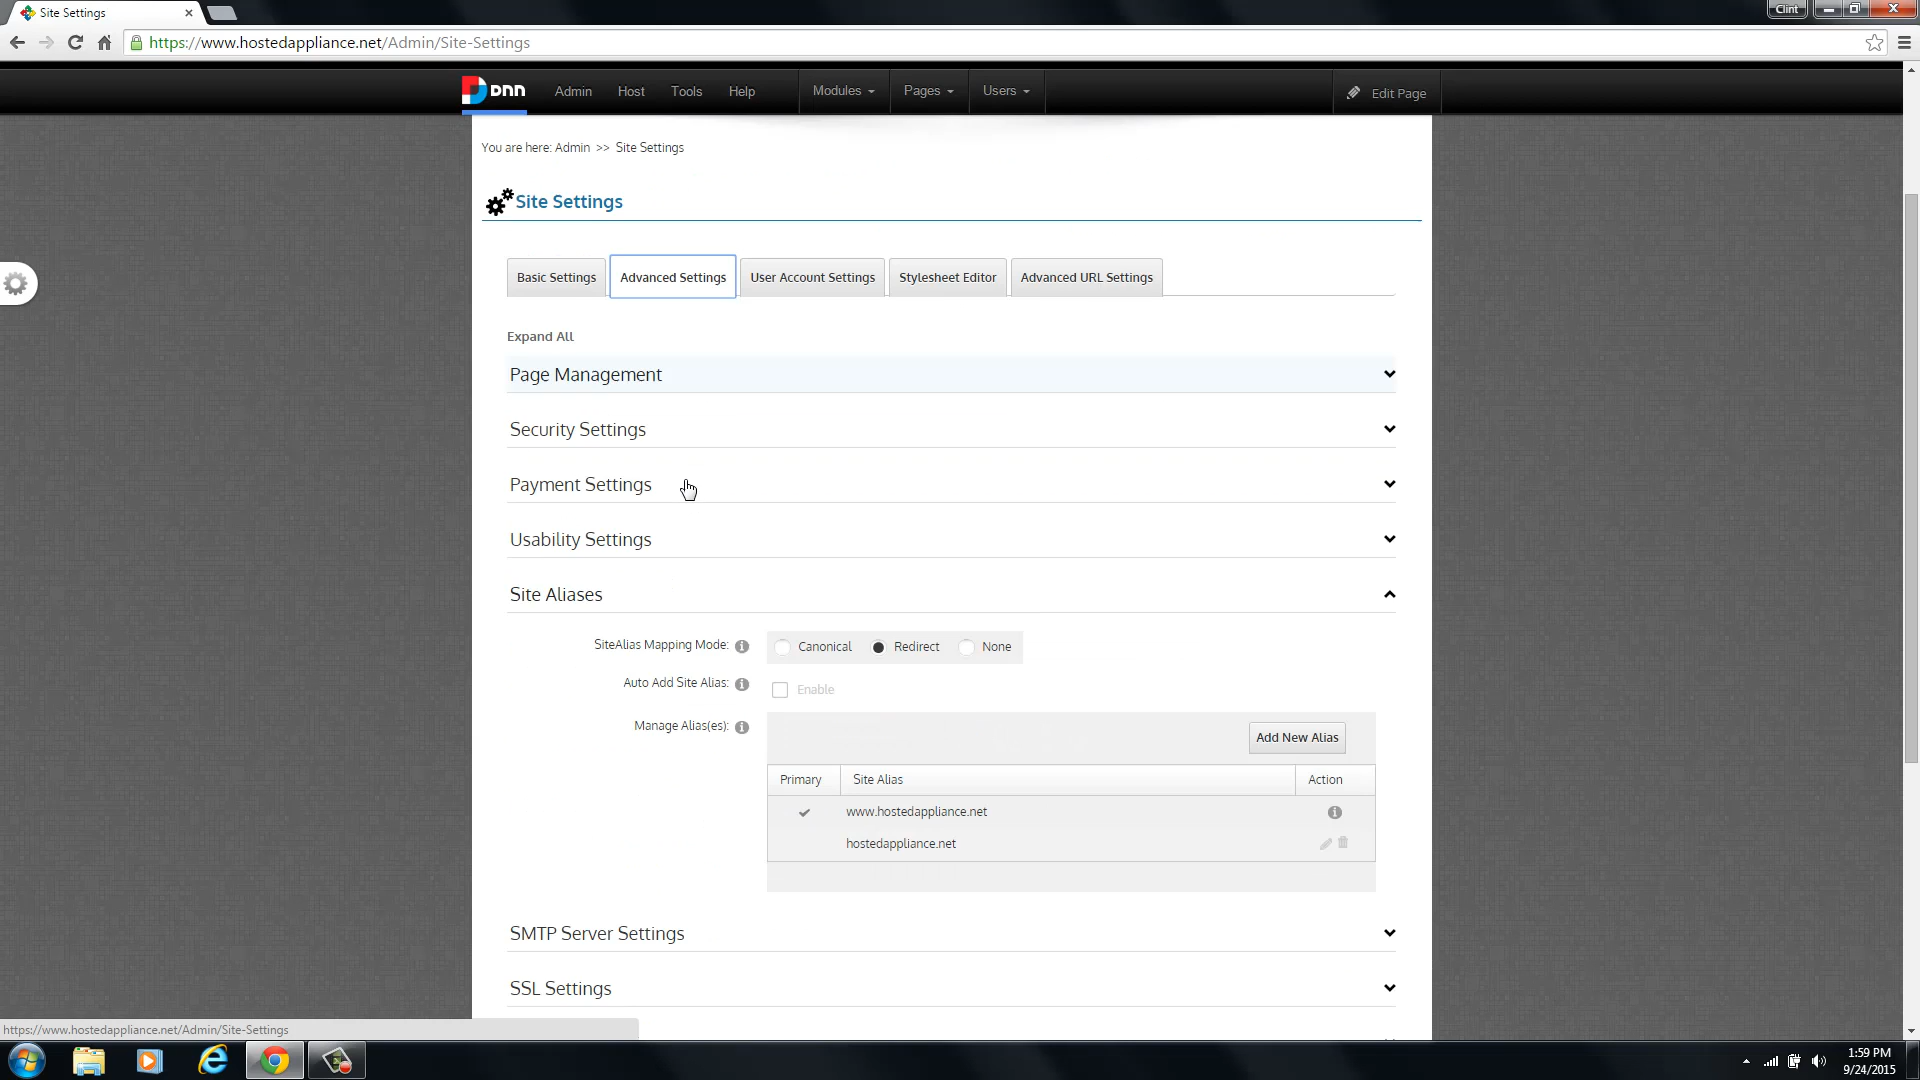 Site Settings
Clint
https://www.hostedappliance.net/Admin/Site-Settings
DNN Admin Host Tools Help Modules Pages Users Edit Page
You are here: Admin >> Site Settings
Site Settings
Basic Settings Advanced Settings User Account Settings Stylesheet Editor Advanced URL Settings
Expand All
Page Management
Security Settings
Payment Settings
Usability Settings
Site Aliases
SiteAlias Mapping Mode: Canonical Redirect None
Auto Add Site Alias: Enable
Manage Alias(es): Add New Alias
Primary Site Alias Action
www.hostedappliance.net
hostedappliance.net
SMTP Server Settings
SSL Settings
https://www.hostedappliance.net/Admin/Site-Settings
1:59 PM
9/24/2015